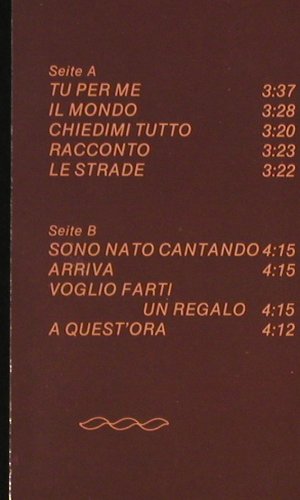 Seite A
TU PER ME 3:37
IL MONDO 3:28
CHIEDIMI TUTTO 3:20
RACCONTO 3:23
LE STRADE 3:22
Seite B
SONO NATO CANTANDO 4:15
ARRIVA 4:15
VOGLIO FARTI
UN REGALO 4:15
A QUEST'ORA 4:12